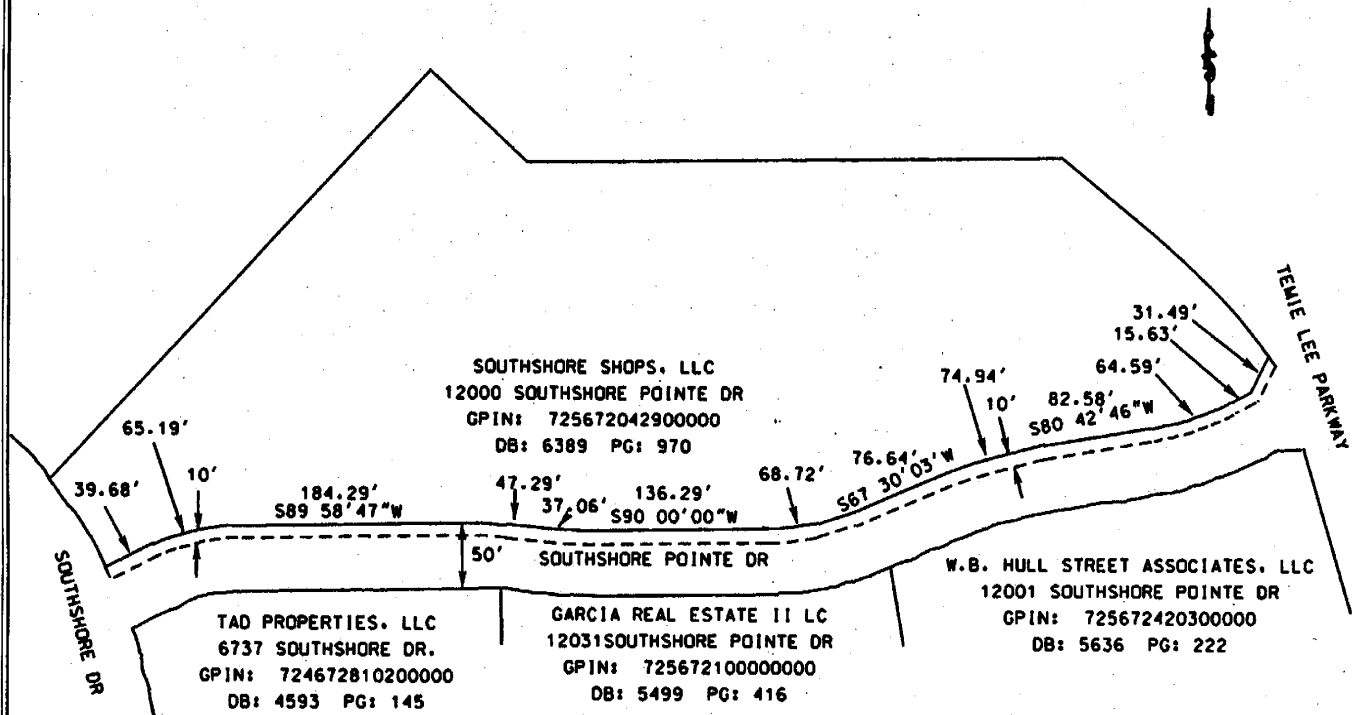 TEMIE LEE PARKWAY
31.49'
15.63'
64.59'
74.94'
10'
82.58'
S80 42'46"W
SOUTHSHORE SHOPS, LLC
12000 SOUTHSHORE POINTE DR
GPIN: 725672042900000
DB: 6389 PG: 970
65.19'
39.68'
10'
184.29'
S89 58'47"W
47.29'
37.06'
136.29'
S90 00'00"W
68.72'
76.64'
S67 30'03"W
50'
SOUTHSHORE POINTE DR
SOUTHSHORE DR
TAD PROPERTIES, LLC
6737 SOUTHSHORE DR.
GPIN: 724672810200000
DB: 4593 PG: 145
GARCIA REAL ESTATE II LC
12031SOUTHSHORE POINTE DR
GPIN: 725672100000000
DB: 5499 PG: 416
W.B. HULL STREET ASSOCIATES, LLC
12001 SOUTHSHORE POINTE DR
GPIN: 725672420300000
DB: 5636 PG: 222